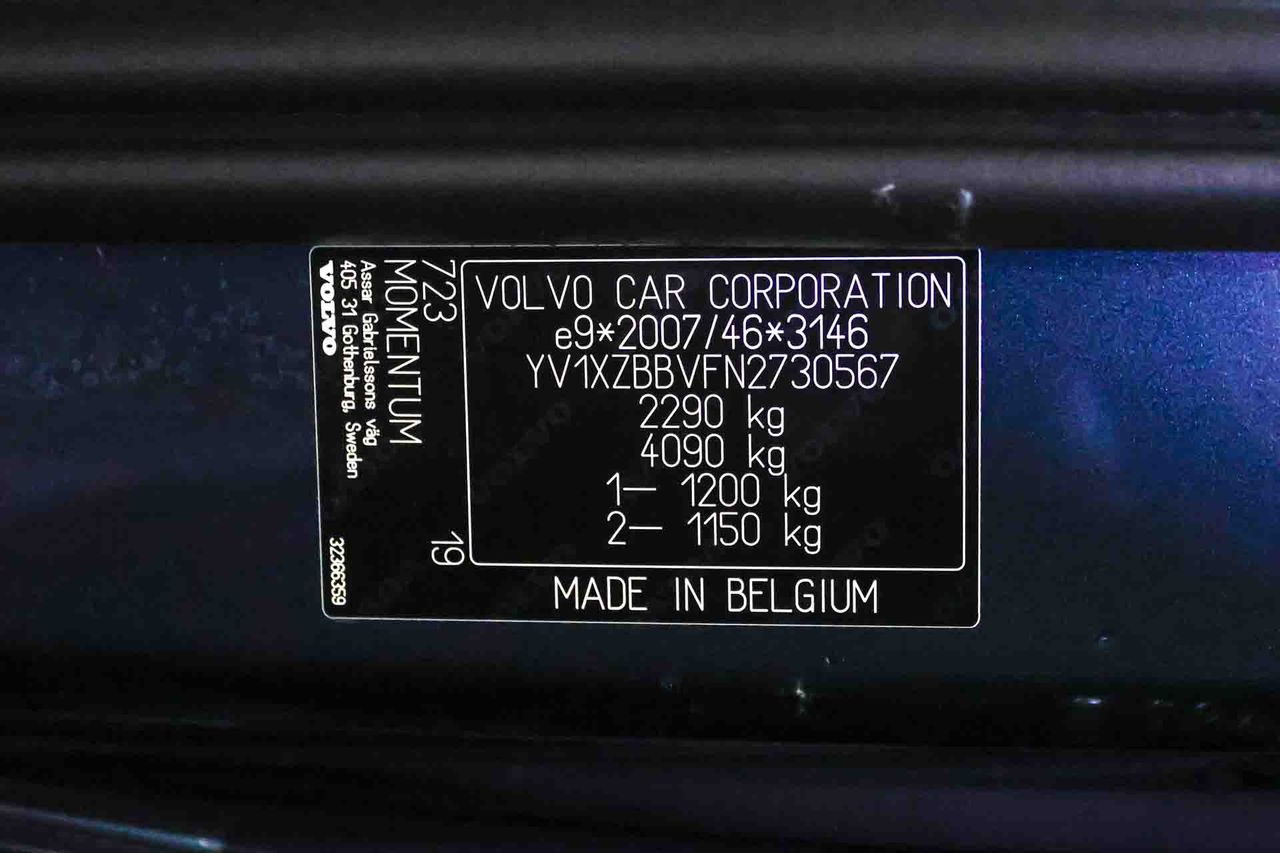 VOLVO CAR CORPORATION
e9*2007/46*3146
YV1XZBBVFN2730567
2290 kg
4090 kg
1— 1200 kg
2— 1150 kg
MADE IN BELGIUM
723 19
MOMENTUM
Assar Gabrielssons väg
405 31 Gothenburg, Sweden
VOLVO 32366359